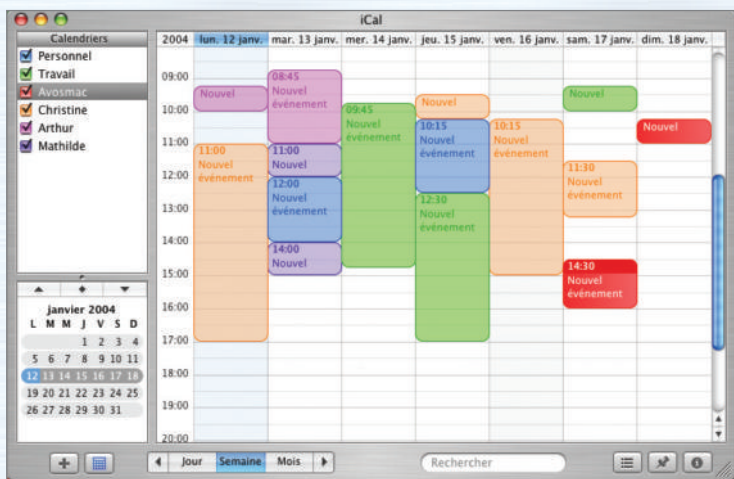 iCal
Calendriers
Personnel
Travail
Avosmac
Christine
Arthur
Mathilde
janvier 2004
L M M J V S D
1 2 3 4
5 6 7 8 9 10 11
12 13 14 15 16 17 18
19 20 21 22 23 24 25
26 27 28 29 30 31
2004 lun. 12 janv. mar. 13 janv. mer. 14 janv. jeu. 15 janv. ven. 16 janv. sam. 17 janv. dim. 18 janv.
09:00
10:00
11:00
12:00
13:00
14:00
15:00
16:00
17:00
18:00
19:00
20:00
Nouvel
11:00
Nouvel
événement
08:45
Nouvel
événement
11:00
Nouvel
12:00
Nouvel
événement
14:00
Nouvel
09:45
Nouvel
événement
Nouvel
10:15
Nouvel
événement
12:30
Nouvel
événement
10:15
Nouvel
événement
Nouvel
11:30
Nouvel
événement
14:30
Nouvel
événement
Nouvel
Jour Semaine Mois
Rechercher